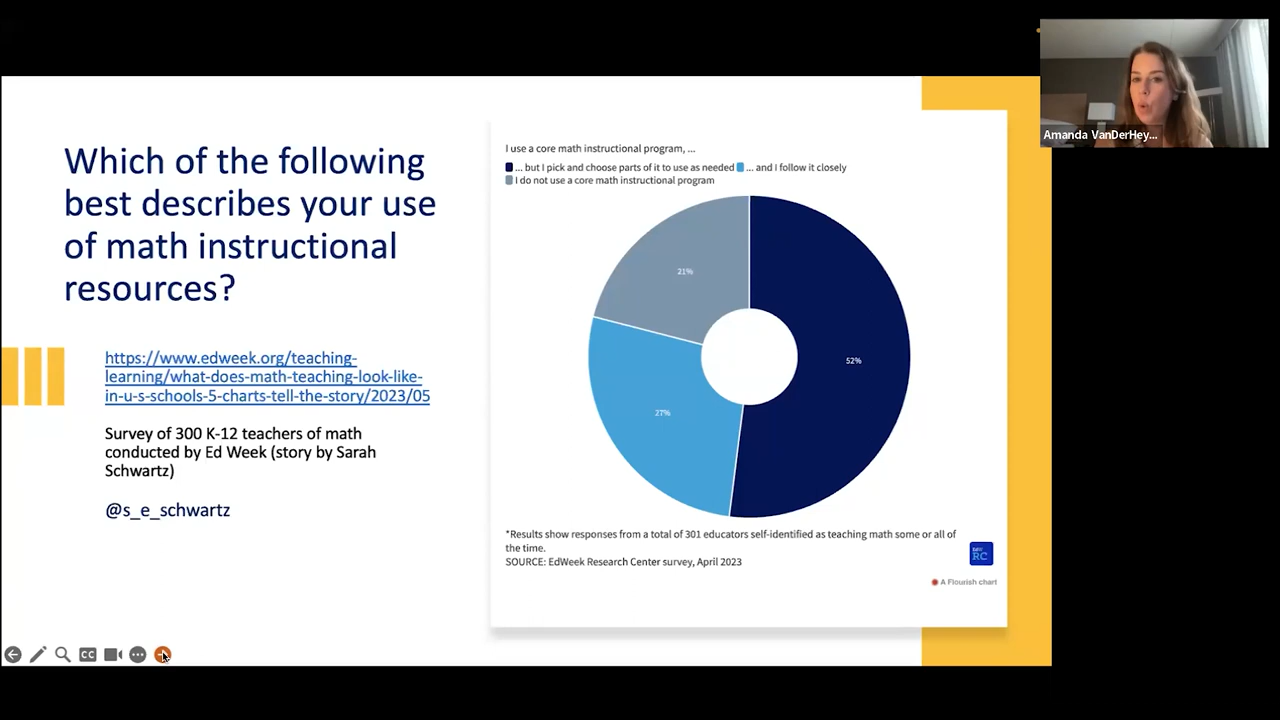 Which of the following
best describes your use
of math instructional
resources?
https://www.edweek.org/teaching-
learning/what-does-math-teaching-look-like-
in-u-s-schools-5-charts-tell-the-story/2023/05
Survey of 300 K-12 teachers of math
conducted by Ed Week (story by Sarah
Schwartz)
@s_e_schwartz
I use a core math instructional program, ...
... but I pick and choose parts of it to use as needed ... and I follow it closely
I do not use a core math instructional program
21%
52%
27%
*Results show responses from a total of 301 educators self-identified as teaching math some or all of
the time.
SOURCE: EdWeek Research Center survey, April 2023
RC
A Flourish chart
CC
Amanda VanDerHey...